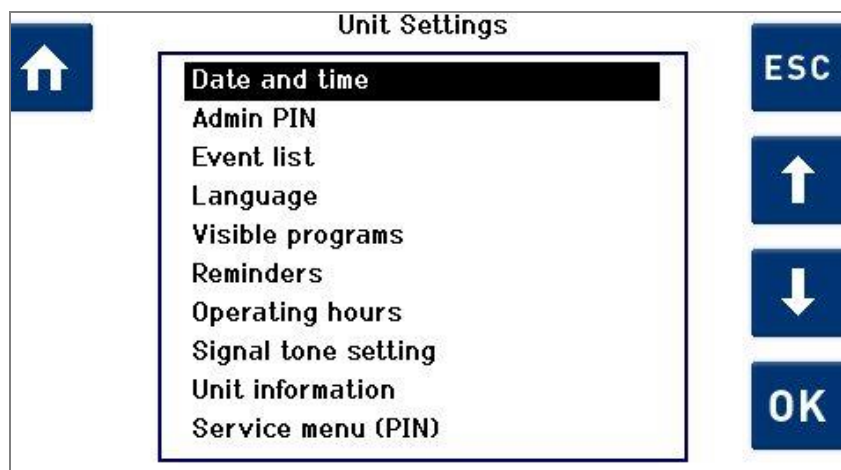 Unit Settings
ESC
Date and time
Admin PIN
Event list
Language
Visible programs
Reminders
Operating hours
Signal tone setting
Unit information
Service menu (PIN)
OK